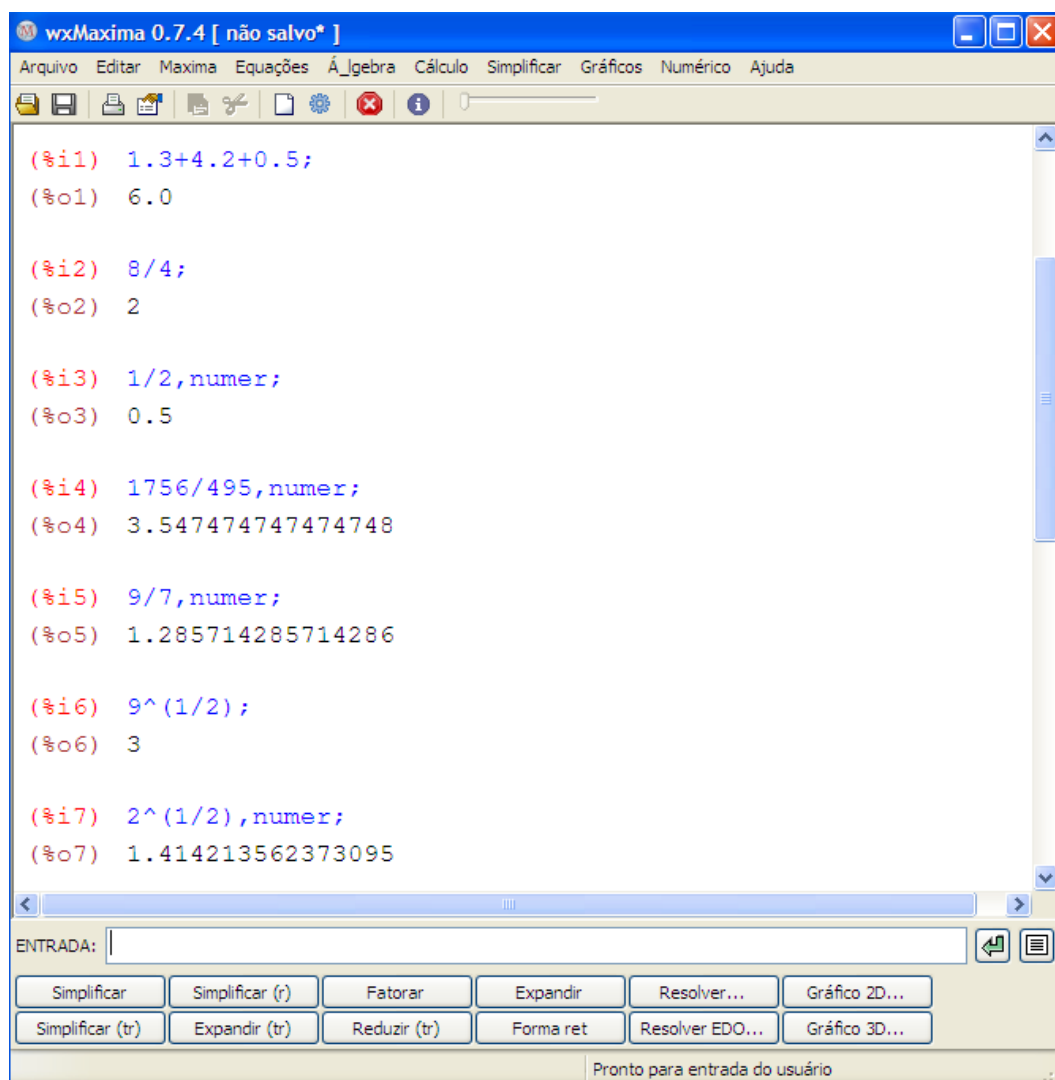 wxMaxima 0.7.4 [ não salvo* ]
Arquivo Editar Maxima Equações Á_lgebra Cálculo Simplificar Gráficos Numérico Ajuda
(%i1) 1.3+4.2+0.5;
(%o1) 6.0
(%i2) 8/4;
(%o2) 2
(%i3) 1/2,numer;
(%o3) 0.5
(%i4) 1756/495,numer;
(%o4) 3.547474747474748
(%i5) 9/7,numer;
(%o5) 1.285714285714286
(%i6) 9^(1/2);
(%o6) 3
(%i7) 2^(1/2),numer;
(%o7) 1.414213562373095
ENTRADA:
Simplificar Simplificar (r) Fatorar Expandir Resolver... Gráfico 2D...
Simplificar (tr) Expandir (tr) Reduzir (tr) Forma ret Resolver EDO... Gráfico 3D...
Pronto para entrada do usuário